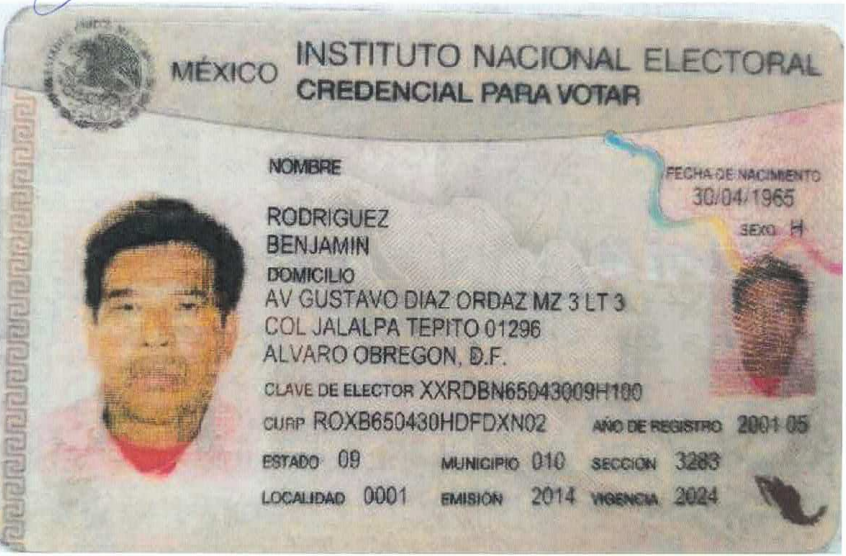 MÉXICO INSTITUTO NACIONAL ELECTORAL
CREDENCIAL PARA VOTAR
NOMBRE
FECHA DE NACIMIENTO
30/04/1965
SEXO H
RODRIGUEZ
BENJAMIN
DOMICILIO
AV GUSTAVO DIAZ ORDAZ MZ 3 LT 3
COL JALALPA TEPITO 01296
ALVARO OBREGON, D.F.
CLAVE DE ELECTOR XXRDBN65043009H100
CURP ROXB650430HDFDXN02 AÑO DE REGISTRO 2001 05
ESTADO 09 MUNICIPIO 010 SECCIÓN 3283
LOCALIDAD 0001 EMISIÓN 2014 VIGENCIA 2024